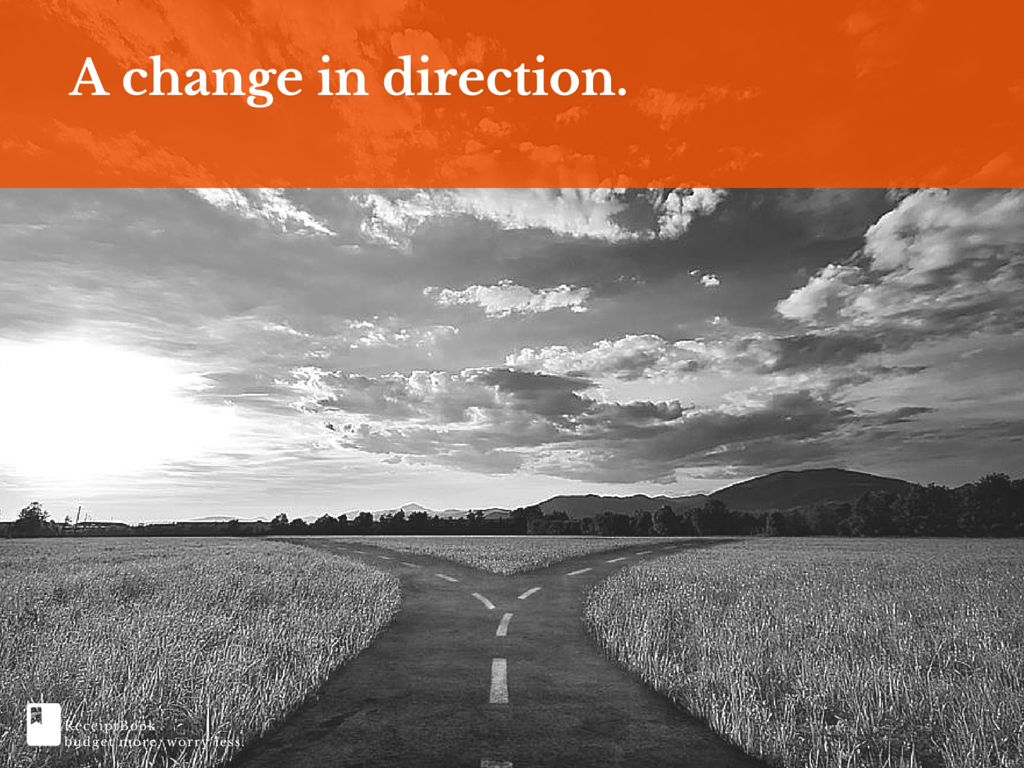 A change in direction.
ReceiptBook
budget more, worry less.